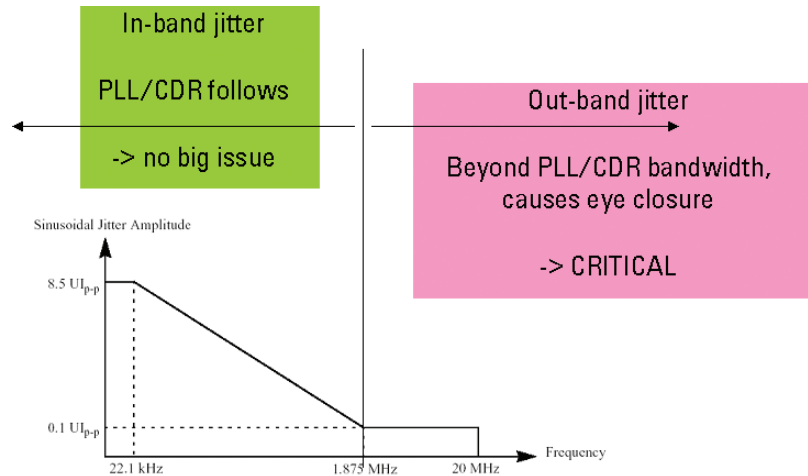 In-band jitter
PLL/CDR follows
-> no big issue
Out-band jitter
Beyond PLL/CDR bandwidth,
causes eye closure
-> CRITICAL
Sinusoidal Jitter Amplitude
8.5 UIp-p
0.1 UIp-p
22.1 kHz
1.875 MHz
20 MHz
Frequency